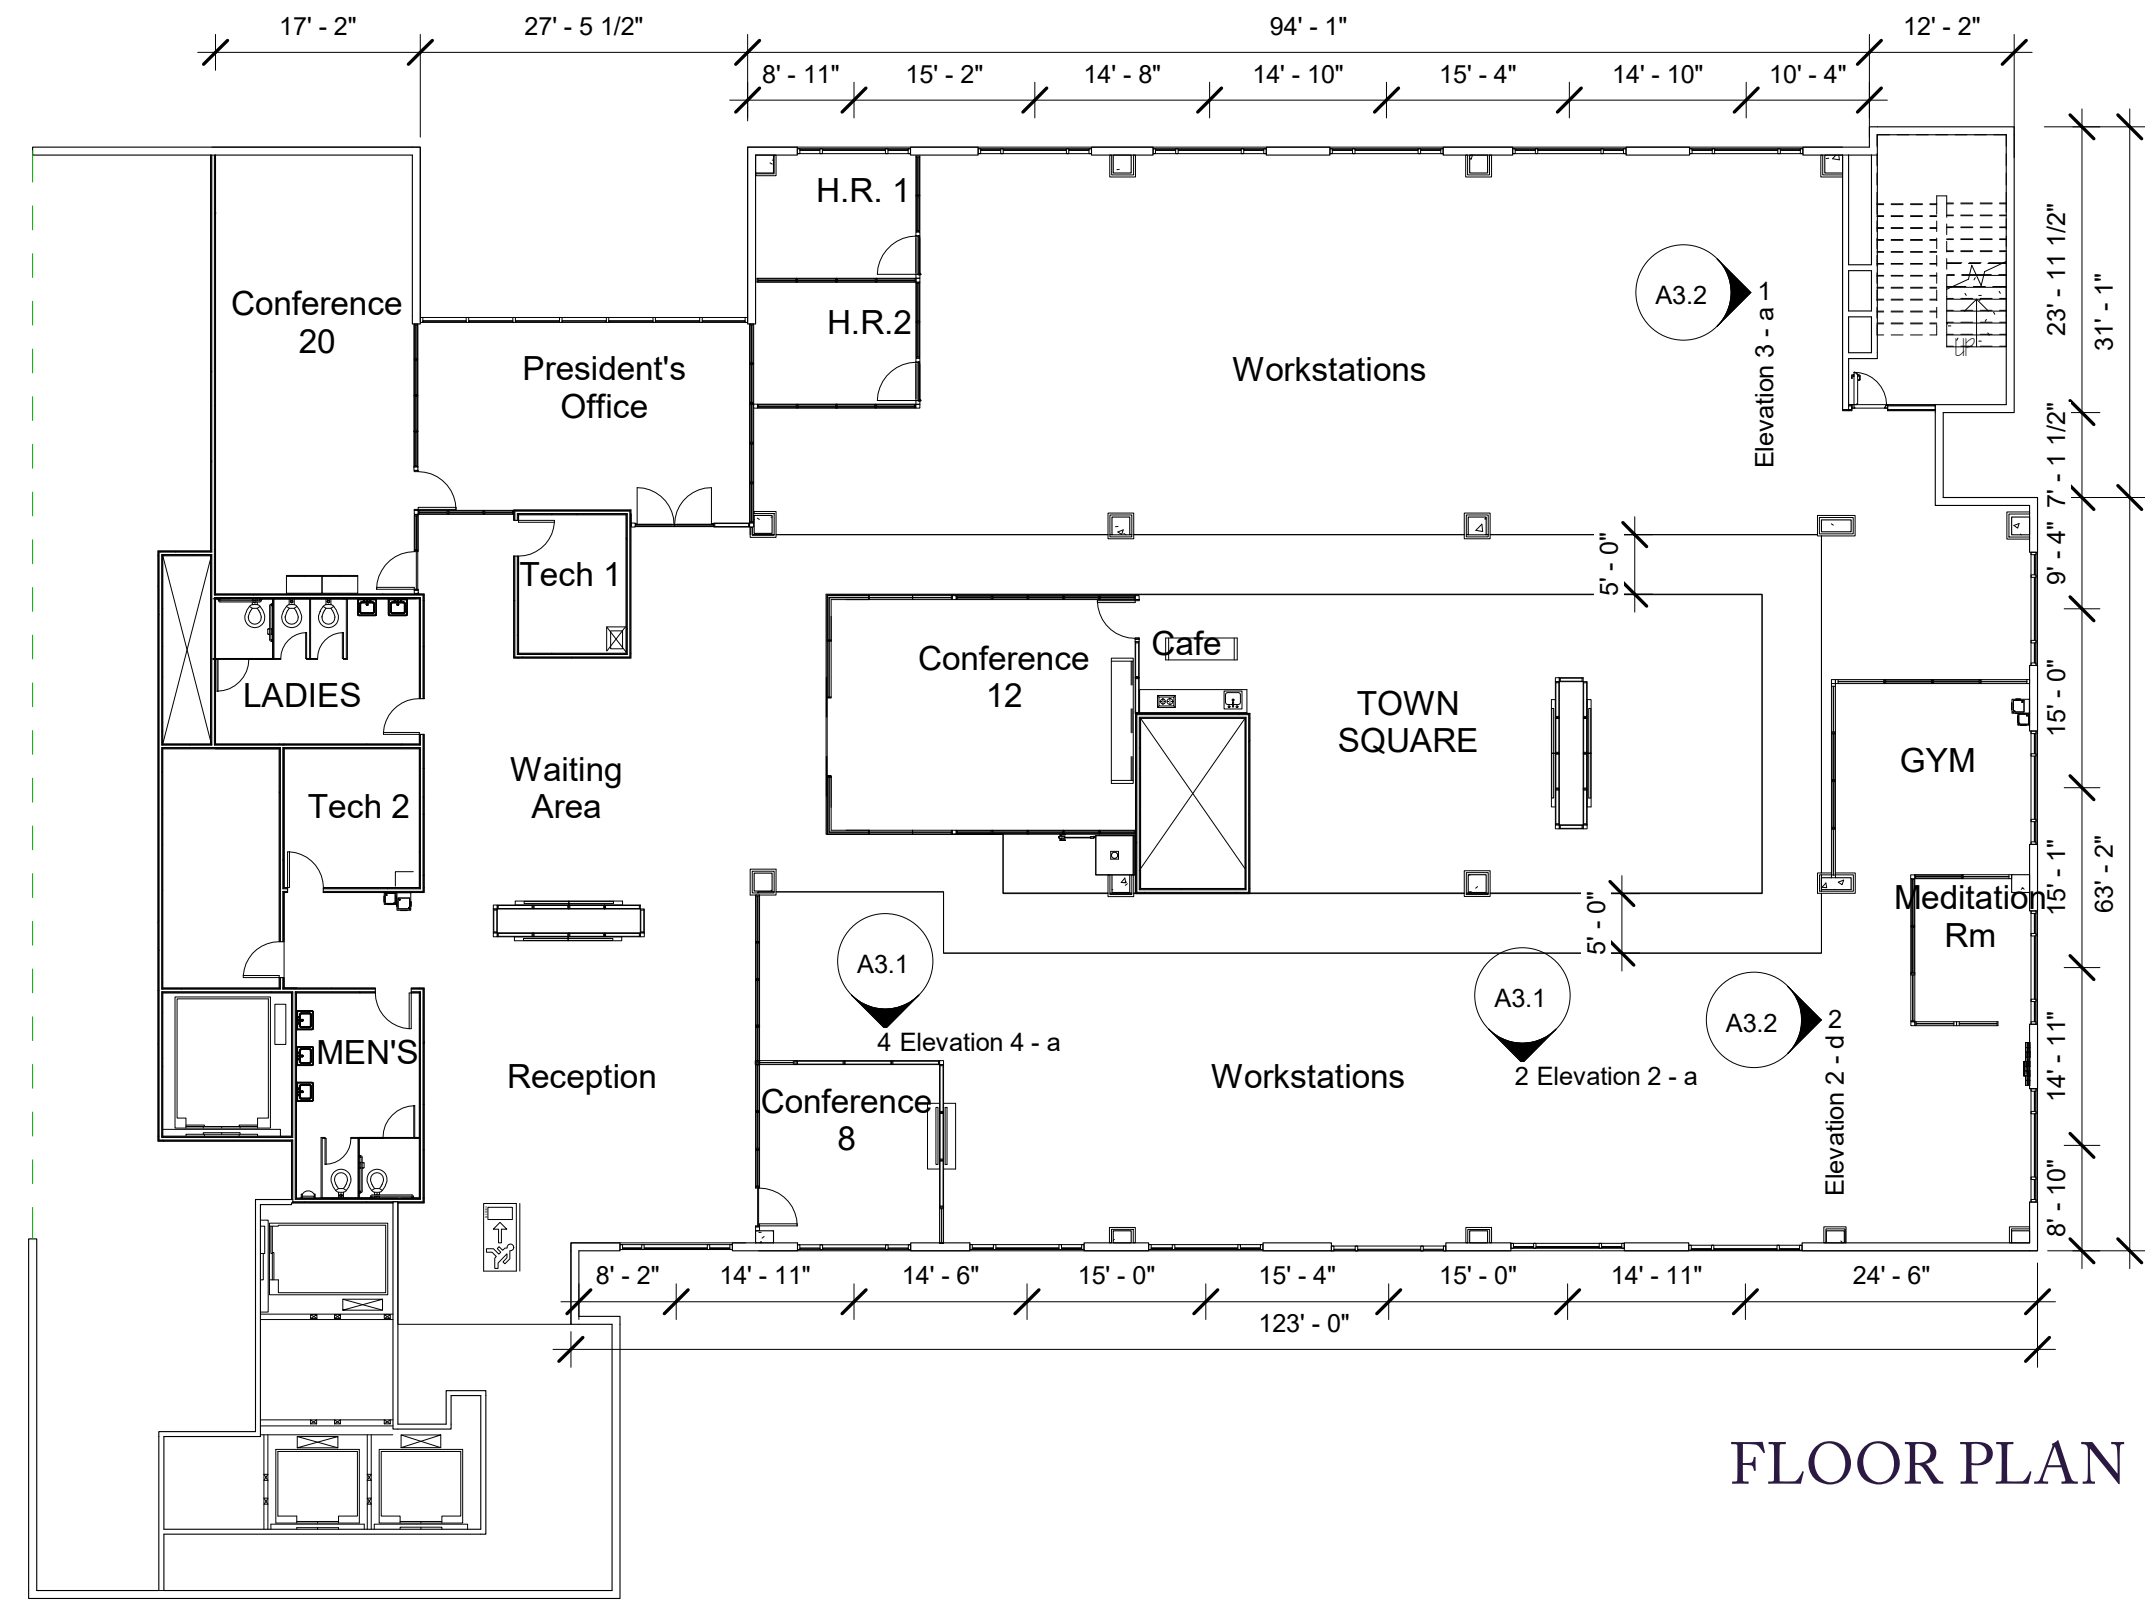 17' - 2"
27' - 5 1/2"
94' - 1"
12' - 2"
8' - 11"
15' - 2"
14' - 8"
14' - 10"
15' - 4"
14' - 10"
10' - 4"
H.R. 1
H.R.2
Conference
20
President's
Office
Workstations
A3.2
1
Elevation 3 - a
UP
23' - 11 1/2"
31' - 1"
7' - 1 1/2"
9' - 4"
5' - 0"
Tech 1
Cafe
Conference
12
TOWN
SQUARE
LADIES
15' - 0"
GYM
Waiting
Area
Tech 2
15' - 1"
63' - 2"
Meditation
Rm
5' - 0"
A3.1
4 Elevation 4 - a
A3.1
2 Elevation 2 - a
A3.2
2
Elevation 2 - d
MEN'S
Reception
Workstations
14' - 11"
Conference
8
8' - 10"
8' - 2"
14' - 11"
14' - 6"
15' - 0"
15' - 4"
15' - 0"
14' - 11"
24' - 6"
123' - 0"
FLOOR PLAN